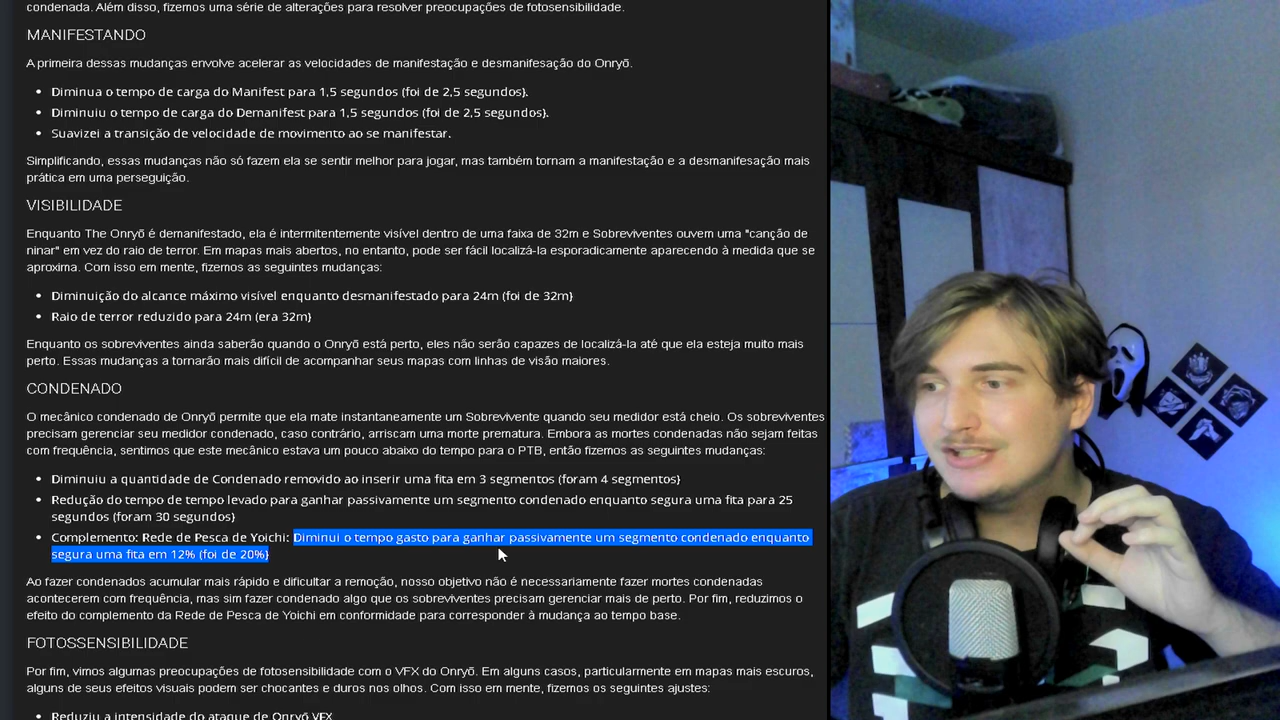 condenada. Além disso, fizemos uma série de alterações para resolver preocupações de fotosensibilidade.
MANIFESTANDO
A primeira dessas mudanças envolve acelerar as velocidades de manifestação e desmanifesação do Onryō.
• Diminua o tempo de carga do Manifest para 1,5 segundos (foi de 2,5 segundos).
• Diminuiu o tempo de carga do Demanifest para 1,5 segundos (foi de 2,5 segundos).
• Suavizei a transição de velocidade de movimento ao se manifestar.
Simplificando, essas mudanças não só fazem ela se sentir melhor para jogar, mas também tornam a manifestação e a desmanifesação mais
prática em uma perseguição.
VISIBILIDADE
Enquanto The Onryō é demanifestado, ela é intermitentemente visível dentro de uma faixa de 32m e Sobreviventes ouvem uma "canção de
ninar" em vez do raio de terror. Em mapas mais abertos, no entanto, pode ser fácil localizá-la esporadicamente aparecendo à medida que se
aproxima. Com isso em mente, fizemos as seguintes mudanças:
• Diminuição do alcance máximo visível enquanto desmanifestado para 24m (foi de 32m)
• Raio de terror reduzido para 24m (era 32m)
Enquanto os sobreviventes ainda saberão quando o Onryō está perto, eles não serão capazes de localizá-la até que ela esteja muito mais
perto. Essas mudanças a tornarão mais difícil de acompanhar seus mapas com linhas de visão maiores.
CONDENADO
O mecânico condenado de Onryō permite que ela mate instantaneamente um Sobrevivente quando seu medidor está cheio. Os sobreviventes
precisam gerenciar seu medidor condenado, caso contrário, arriscam uma morte prematura. Embora as mortes condenadas não sejam feitas
com frequência, sentimos que este mecânico estava um pouco abaixo do tempo para o PTB, então fizemos as seguintes mudanças:
• Diminuiu a quantidade de Condenado removido ao inserir uma fita em 3 segmentos (foram 4 segmentos)
• Redução do tempo de tempo levado para ganhar passivamente um segmento condenado enquanto segura uma fita para 25
segundos (foram 30 segundos)
• Complemento: Rede de Pesca de Yoichi: Diminui o tempo gasto para ganhar passivamente um segmento condenado enquanto
segura uma fita em 12% (foi de 20%)
Ao fazer condenados acumular mais rápido e dificultar a remoção, nosso objetivo não é necessariamente fazer mortes condenadas
acontecerem com frequência, mas sim fazer condenado algo que os sobreviventes precisam gerenciar mais de perto. Por fim, reduzimos o
efeito do complemento da Rede de Pesca de Yoichi em conformidade para corresponder à mudança ao tempo base.
FOTOSSENSIBILIDADE
Por fim, vimos algumas preocupações de fotosensibilidade com o VFX do Onryō. Em alguns casos, particularmente em mapas mais escuros,
alguns de seus efeitos visuais podem ser chocantes e duros nos olhos. Com isso em mente, fizemos os seguintes ajustes:
• Reduziu a intensidade do ataque de Onryō VFX